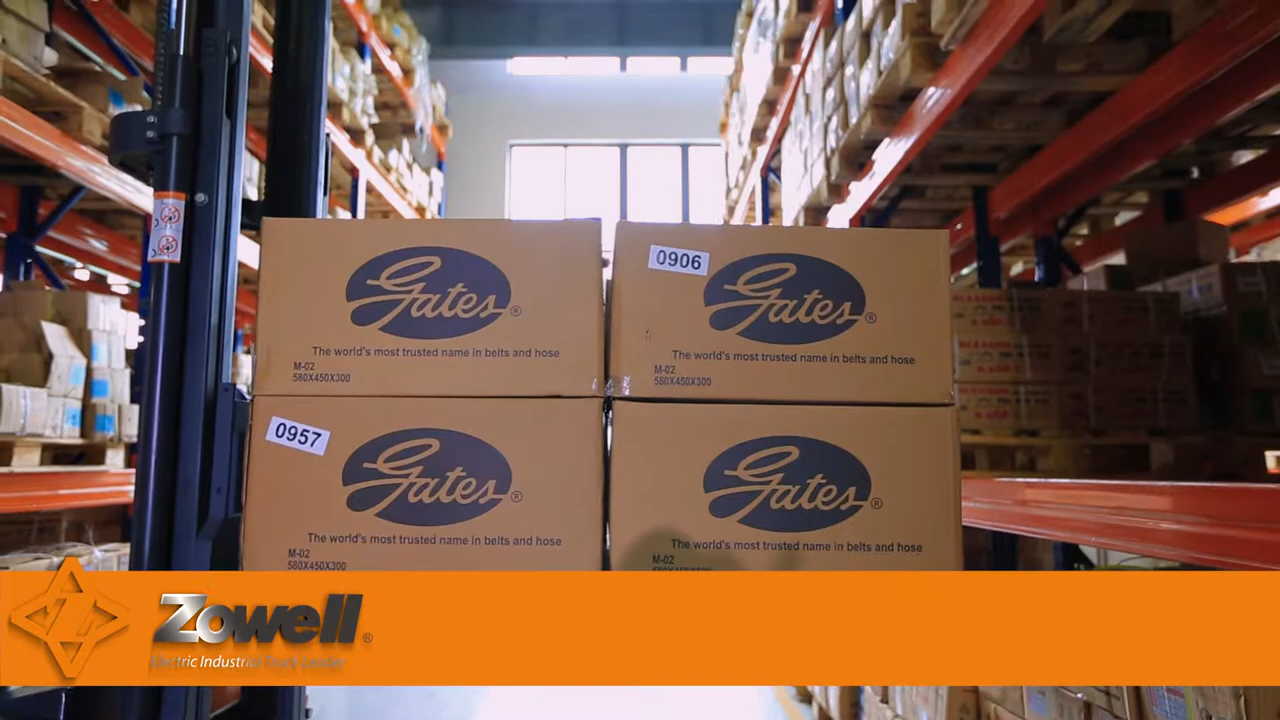 Gates®
The world's most trusted name in belts and hose
M-02
580X450X300
0906
Gates®
The world's most trusted name in belts and hose
M-02
580X450X300
0957
Gates®
The world's most trusted name in belts and hose
M-02
580X450X300
Gates®
The world's most trusted name in belts and hose
M-02
Zowell®
Electric Industrial Truck Leader